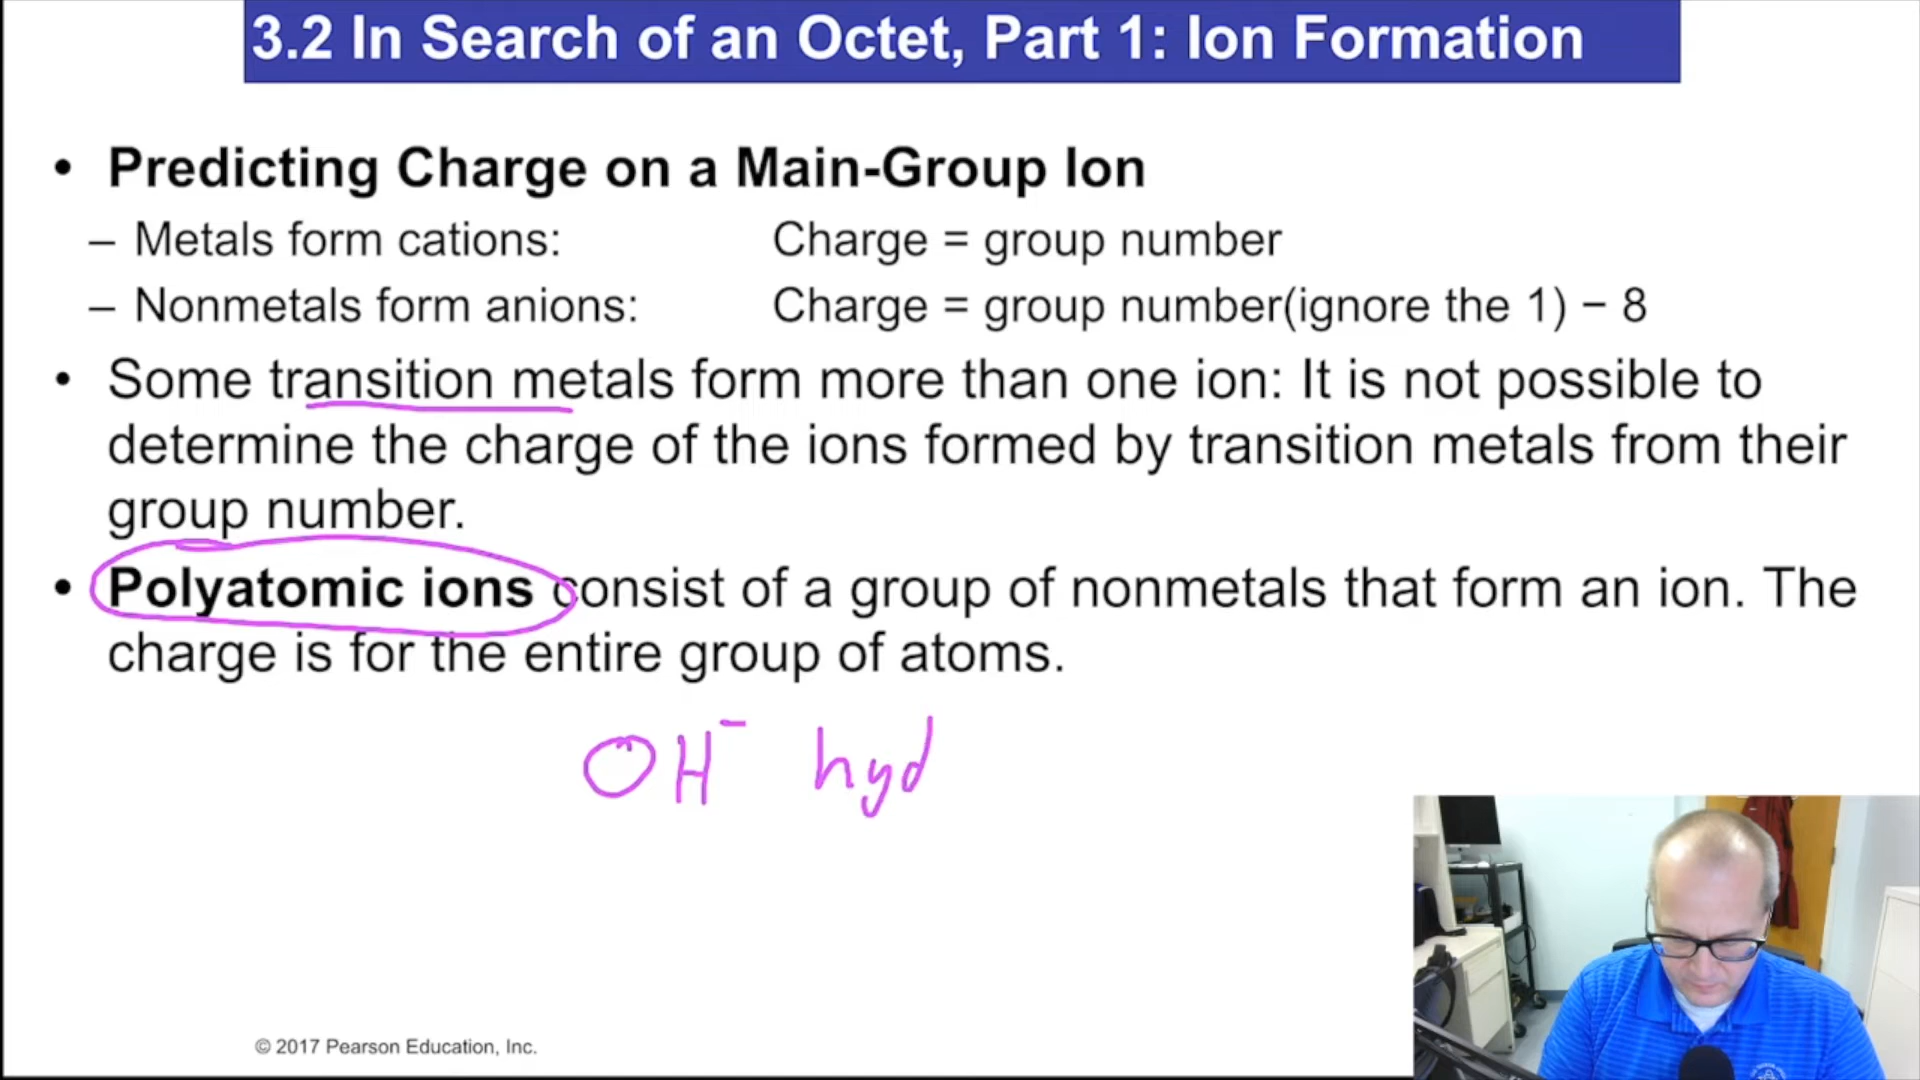 3.2 In Search of an Octet, Part 1: Ion Formation
• Predicting Charge on a Main-Group Ion
– Metals form cations: Charge = group number
– Nonmetals form anions: Charge = group number(ignore the 1) − 8
• Some transition metals form more than one ion: It is not possible to
determine the charge of the ions formed by transition metals from their
group number.
• Polyatomic ions consist of a group of nonmetals that form an ion. The
charge is for the entire group of atoms.
OH⁻ hyd
© 2017 Pearson Education, Inc.